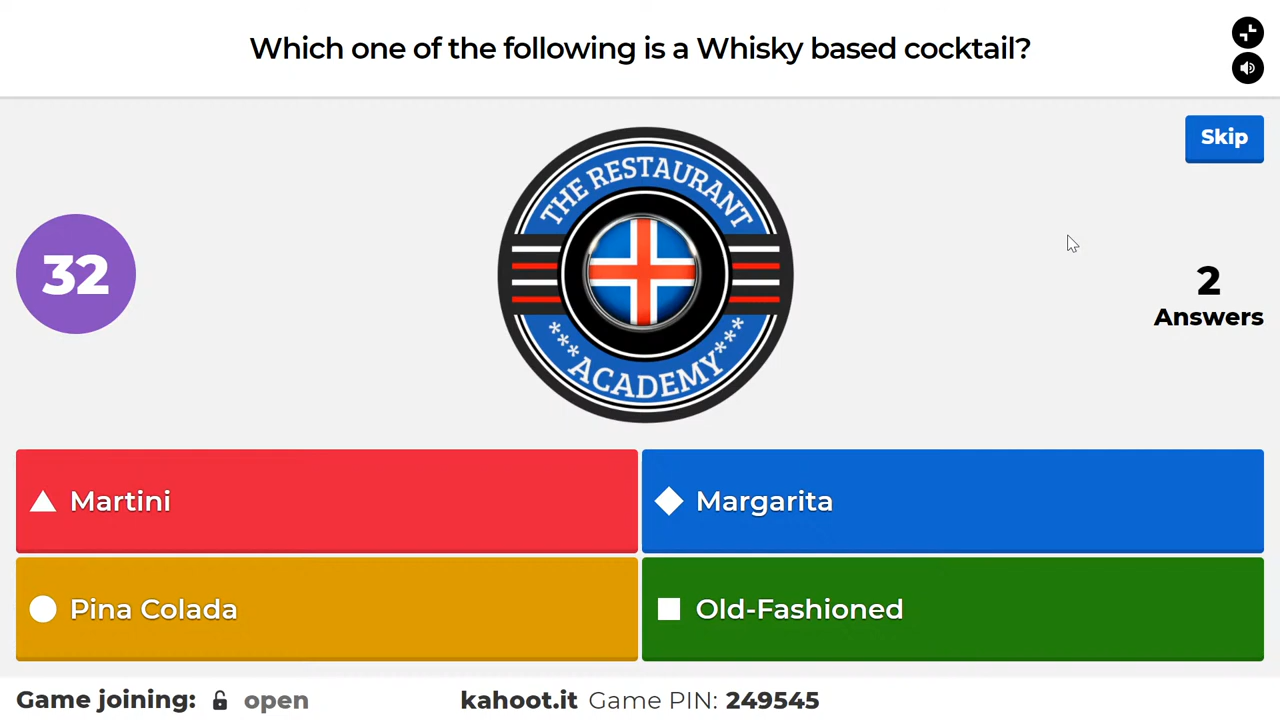 Which one of the following is a Whisky based cocktail?
Skip
THE RESTAURANT
***ACADEMY***
32
2
Answers
Martini
Margarita
Pina Colada
Old-Fashioned
Game joining: open
kahoot.it Game PIN: 249545